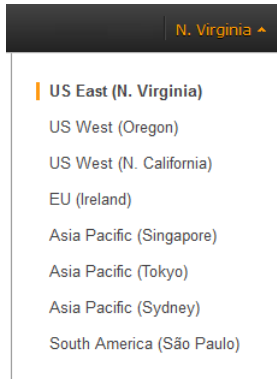 N. Virginia
US East (N. Virginia)
US West (Oregon)
US West (N. California)
EU (Ireland)
Asia Pacific (Singapore)
Asia Pacific (Tokyo)
Asia Pacific (Sydney)
South America (São Paulo)